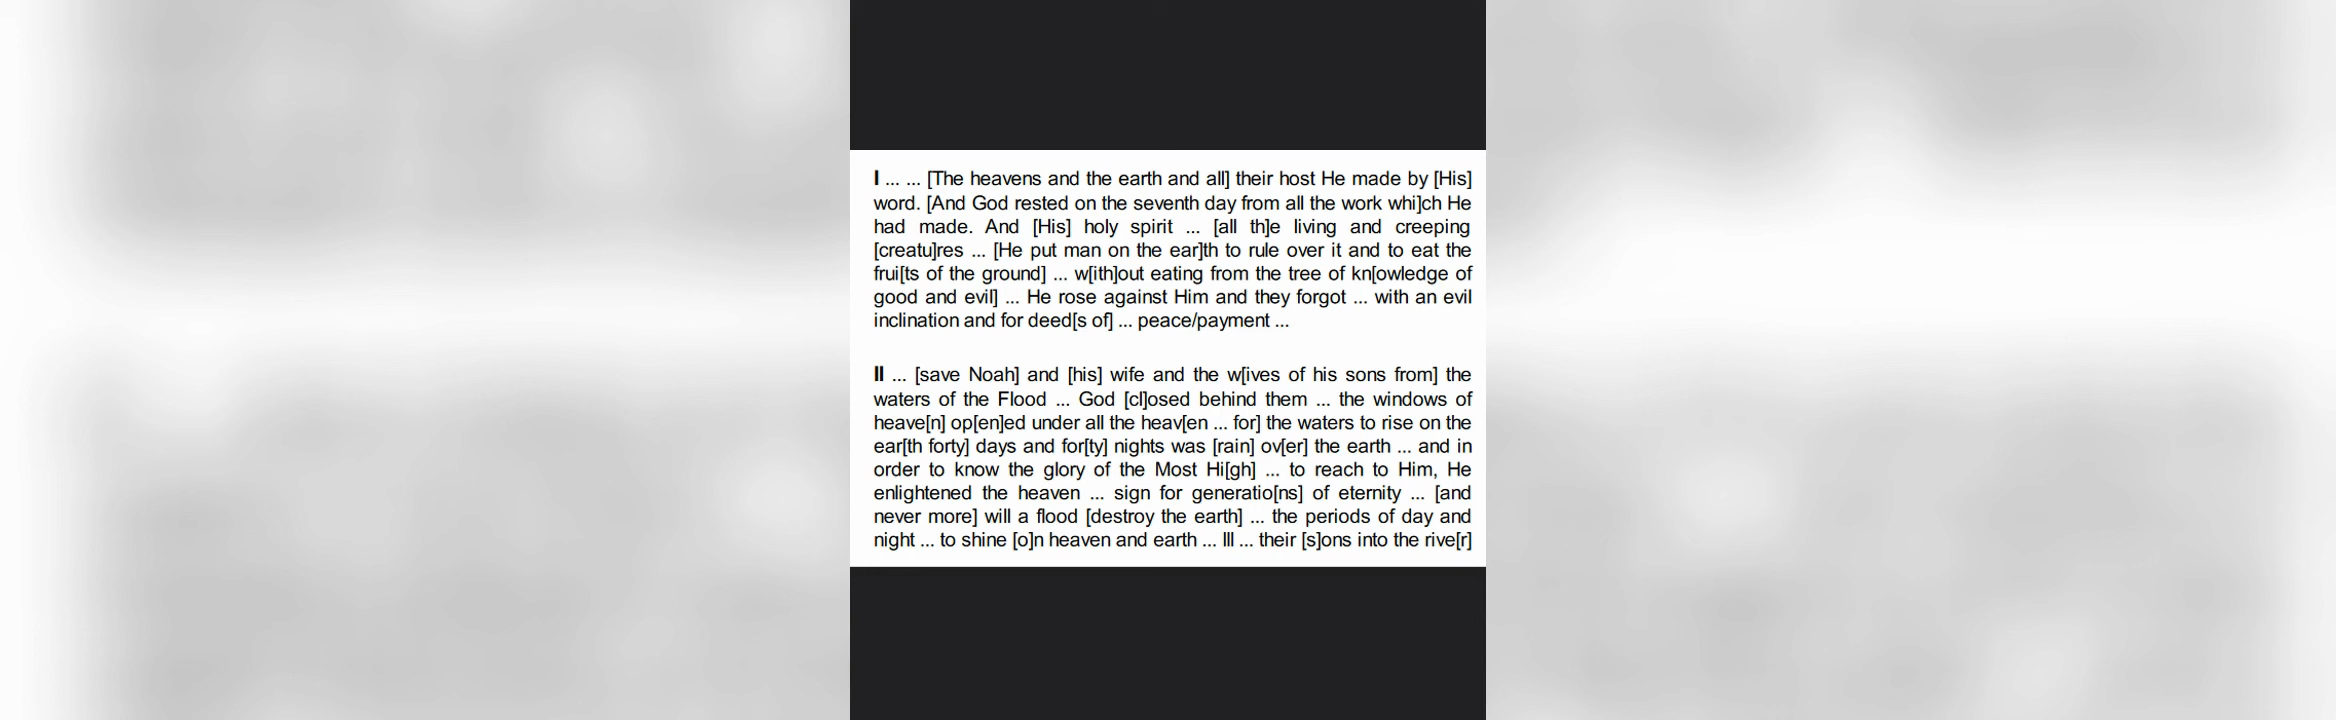 I ... ... [The heavens and the earth and all] their host He made by [His]
word. [And God rested on the seventh day from all the work whi]ch He
had made. And [His] holy spirit ... [all th]e living and creeping
[creatu]res ... [He put man on the ear]th to rule over it and to eat the
frui[ts of the ground] ... w[ith]out eating from the tree of kn[owledge of
good and evil] ... He rose against Him and they forgot ... with an evil
inclination and for deed[s of] ... peace/payment ...
II ... [save Noah] and [his] wife and the w[ives of his sons from] the
waters of the Flood ... God [cl]osed behind them ... the windows of
heave[n] op[en]ed under all the heav[en ... for] the waters to rise on the
ear[th forty] days and for[ty] nights was [rain] ov[er] the earth ... and in
order to know the glory of the Most Hi[gh] ... to reach to Him, He
enlightened the heaven ... sign for generatio[ns] of eternity ... [and
never more] will a flood [destroy the earth] ... the periods of day and
night ... to shine [o]n heaven and earth ... III ... their [s]ons into the rive[r]